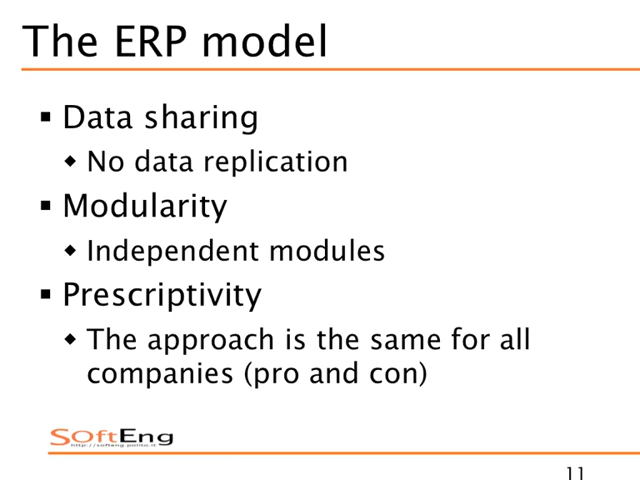 The ERP model
▪ Data sharing
◆ No data replication
▪ Modularity
◆ Independent modules
▪ Prescriptivity
◆ The approach is the same for all
companies (pro and con)
SOftEng
http://softeng.polito.it
11